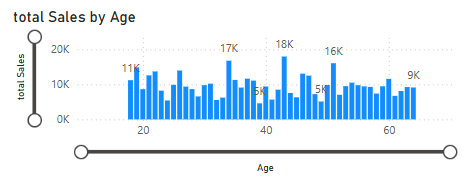 total Sales by Age
total Sales
20K
10K
0K
11K
17K
5K
18K
5K
16K
9K
20
40
60
Age